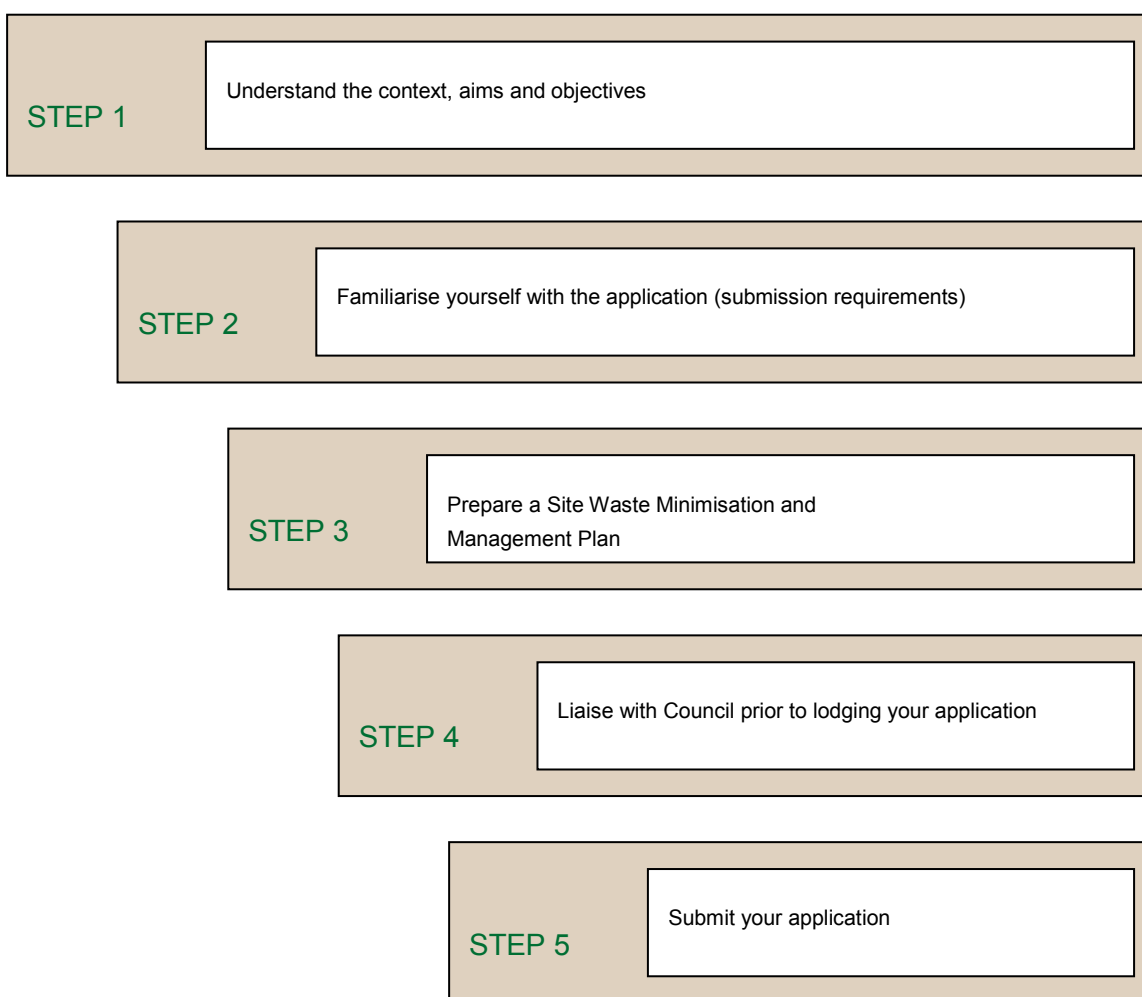 STEP 1
Understand the context, aims and objectives
STEP 2
Familiarise yourself with the application (submission requirements)
STEP 3
Prepare a Site Waste Minimisation and
Management Plan
STEP 4
Liaise with Council prior to lodging your application
STEP 5
Submit your application